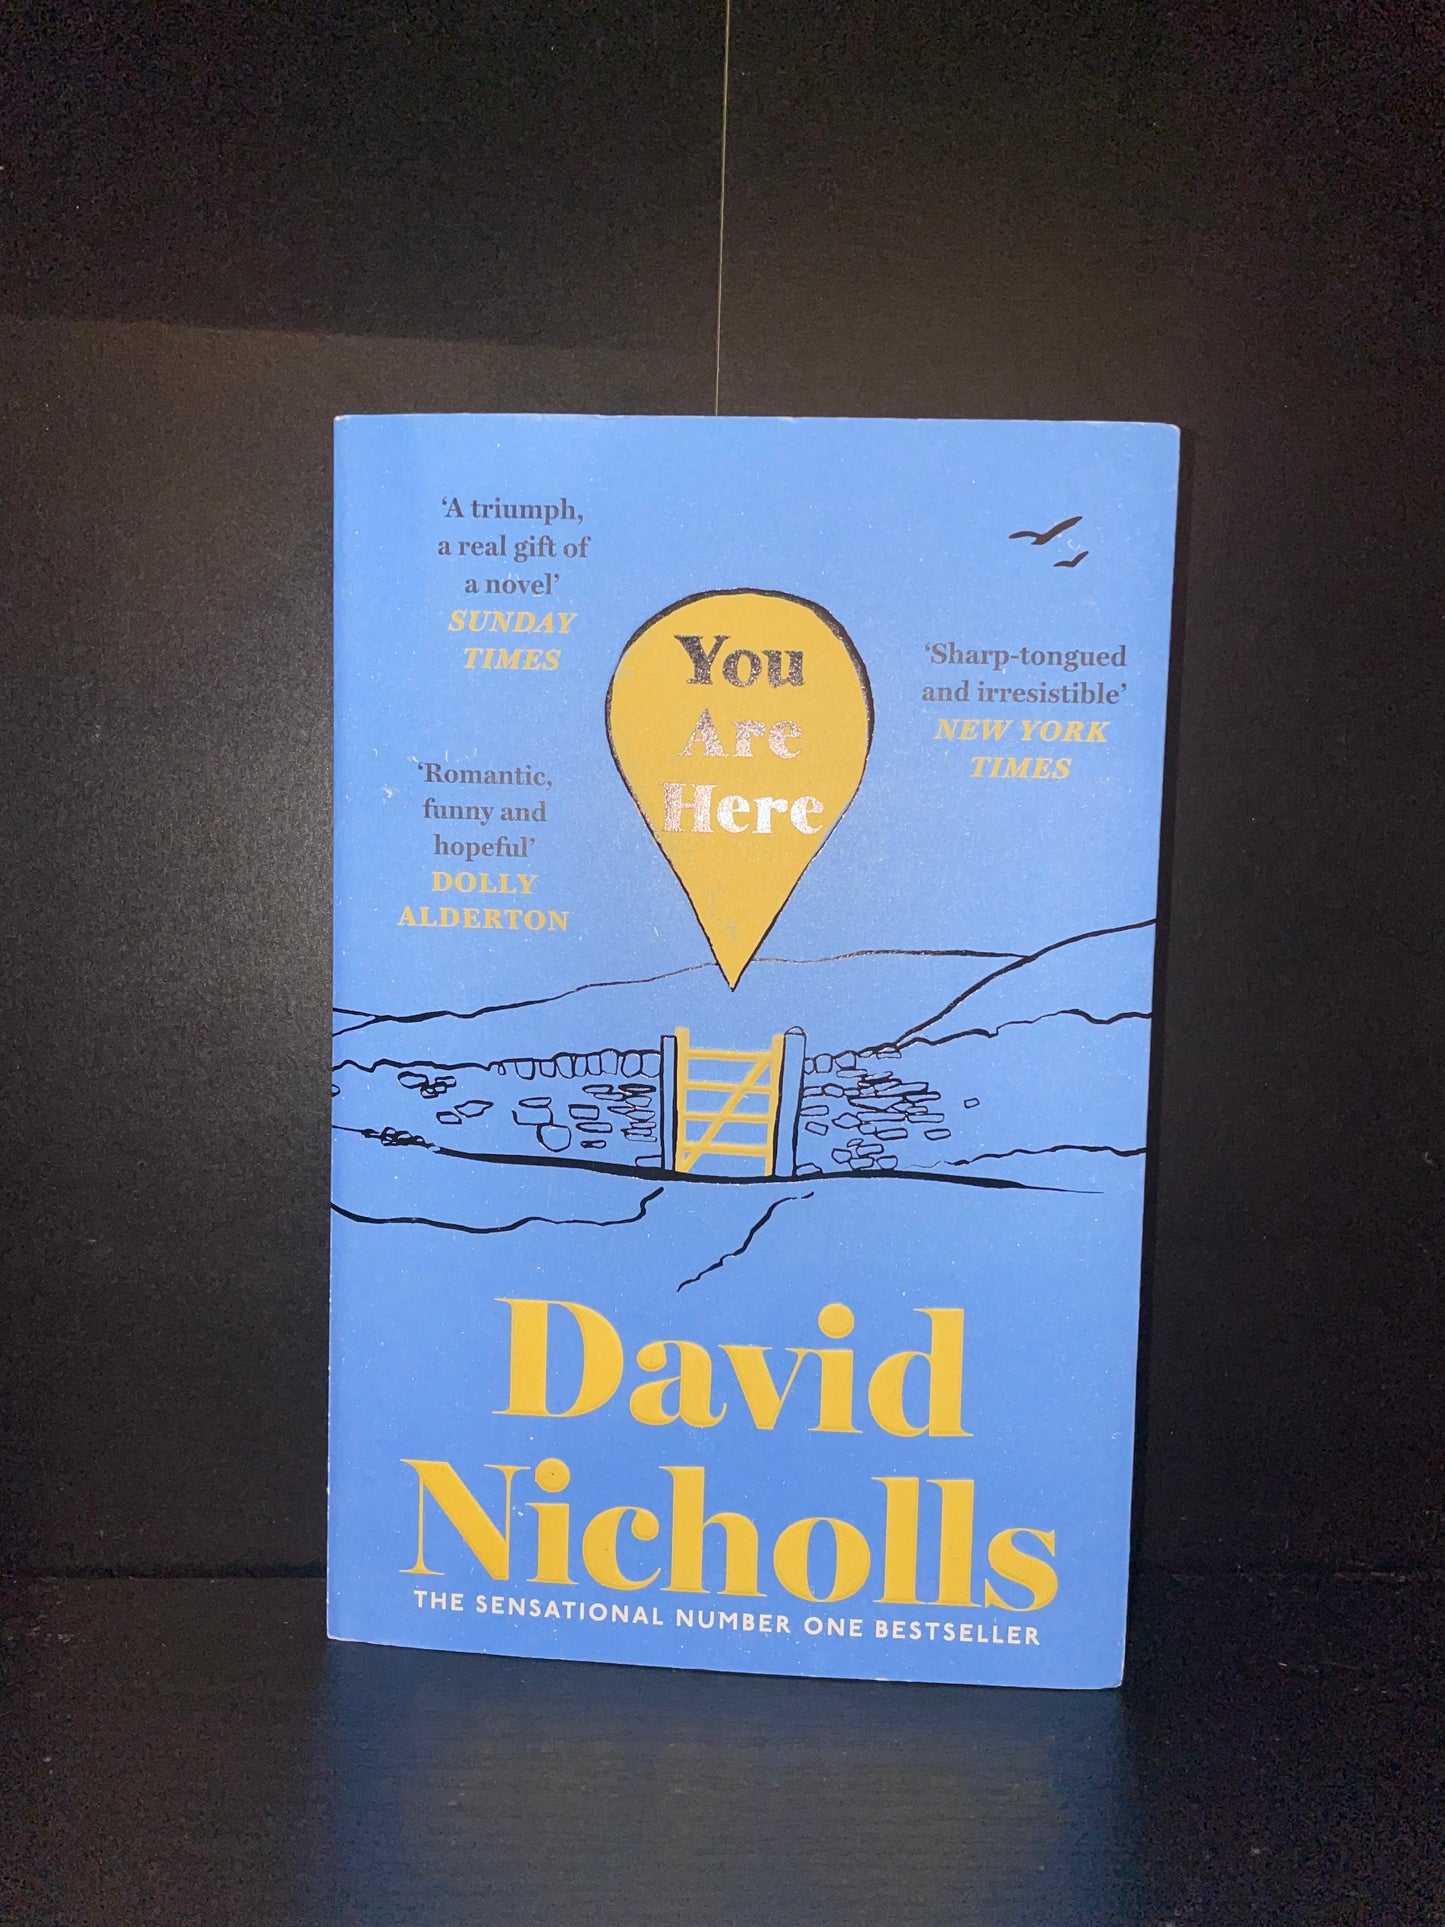 ‘A triumph,
a real gift of
a novel’
SUNDAY
TIMES
‘Romantic,
funny and
hopeful’
DOLLY
ALDERTON
You
Are
Here
‘Sharp-tongued
and irresistible’
NEW YORK
TIMES
David
Nicholls
THE SENSATIONAL NUMBER ONE BESTSELLER